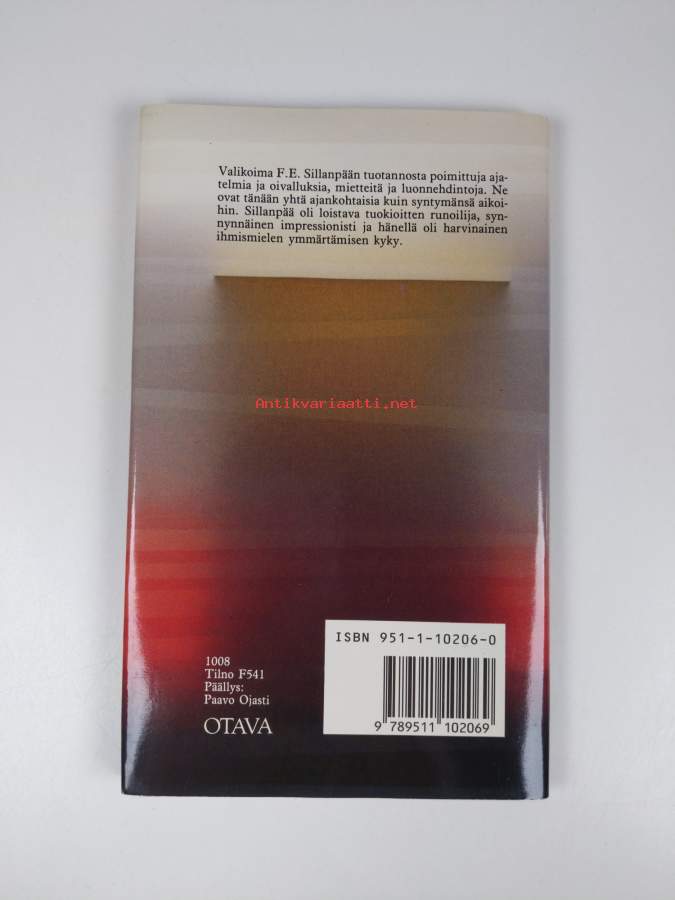 Valikoima F.E. Sillanpään tuotannosta poimittuja aja-
telmia ja oivalluksia, mietteitä ja luonnehdintoja. Ne
ovat tänään yhtä ajankohtaisia kuin syntymänsä aikoi-
hin. Sillanpää oli loistava tuokioitten runoilija, syn-
nynnäinen impressionisti ja hänellä oli harvinainen
ihmismielen ymmärtämisen kyky.
Antikvariaatti.net
1008
Tilno F541
Päällys:
Paavo Ojasti
OTAVA
ISBN 951-1-10206-0
9 789511 102069